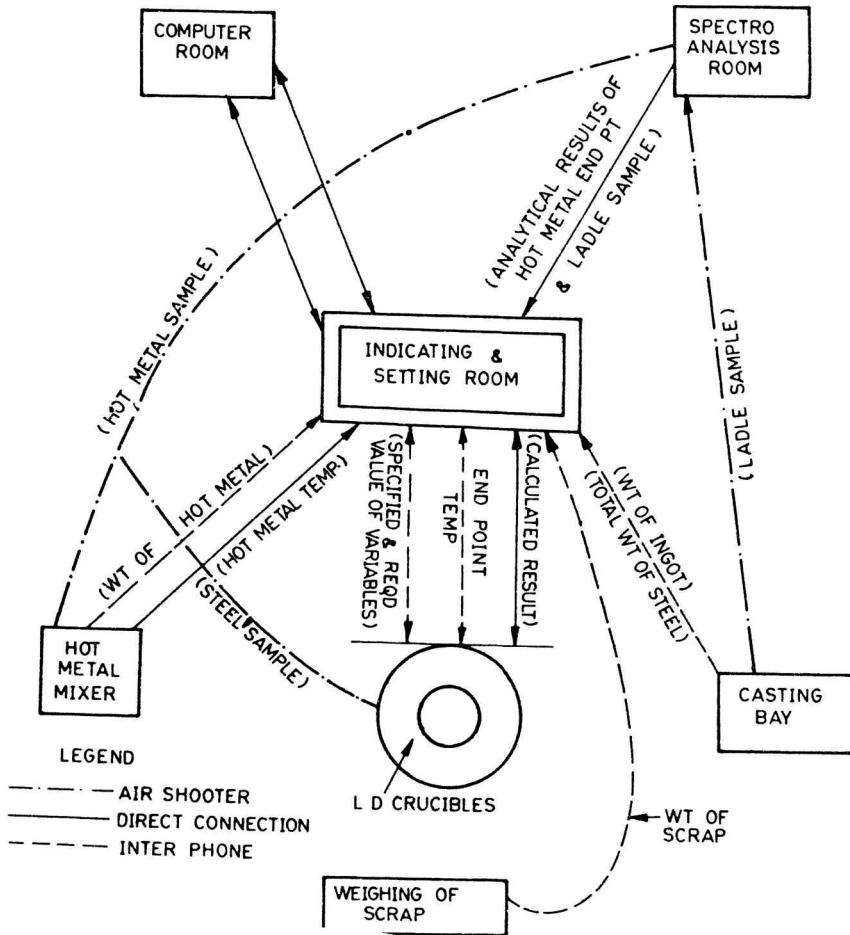 COMPUTER
ROOM
SPECTRO
ANALYSIS
ROOM
(ANALYTICAL RESULTS OF
HOT METAL END PT
& LADLE SAMPLE)
(HOT METAL SAMPLE)
INDICATING &
SETTING ROOM
(LADLE SAMPLE)
(WT OF HOT METAL)
(HOT METAL TEMP.)
(STEEL SAMPLE)
(SPECIFIED & REQD
VALUE OF VARIABLES)
END POINT
TEMP
(CALCULATED RESULT)
(WT OF INGOT)
(TOTAL WT OF STEEL)
HOT
METAL
MIXER
CASTING
BAY
LEGEND
AIR SHOOTER
DIRECT CONNECTION
INTER PHONE
L D CRUCIBLES
WT OF
SCRAP
WEIGHING OF
SCRAP